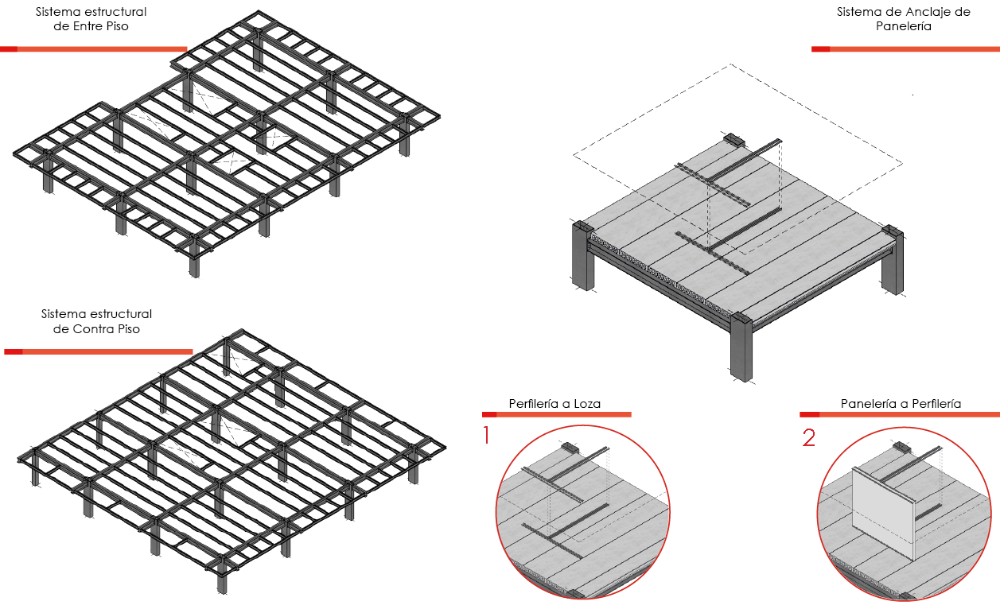 Sistema estructural
de Entre Piso
Sistema de Anclaje de
Panelería
Sistema estructural
de Contra Piso
Perfilería a Loza
1
Panelería a Perfilería
2